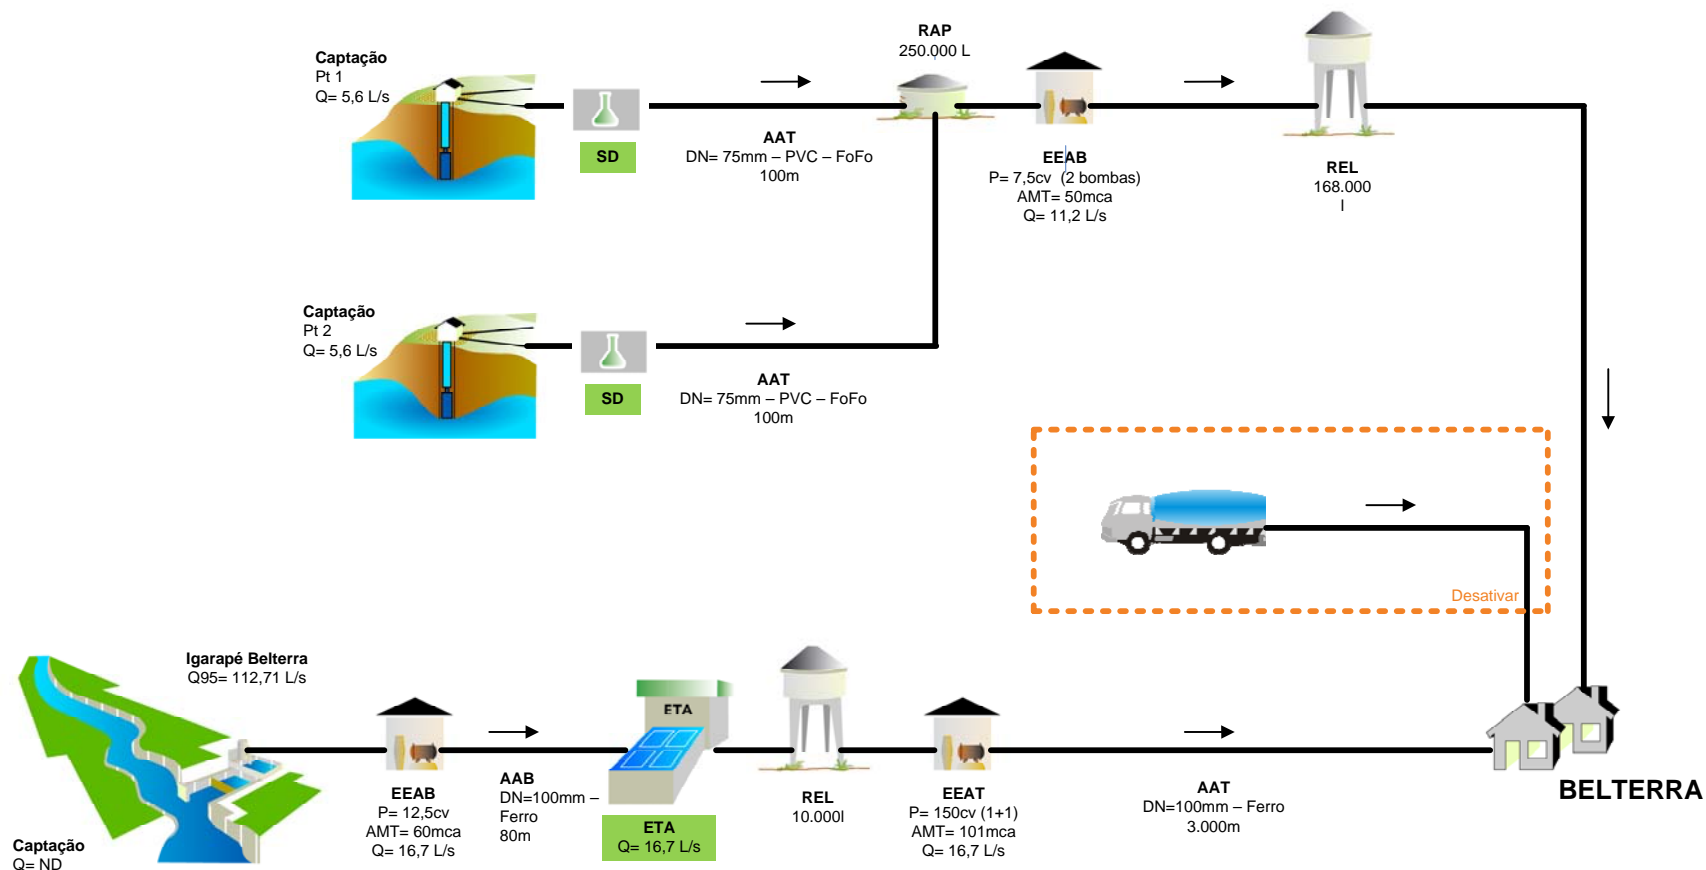 Captação
Pt 1
Q= 5,6 L/s
SD
AAT
DN= 75mm – PVC – FoFo
100m
RAP
250.000 L
EEAB
P= 7,5cv (2 bombas)
AMT= 50mca
Q= 11,2 L/s
REL
168.000
l
Captação
Pt 2
Q= 5,6 L/s
SD
AAT
DN= 75mm – PVC – FoFo
100m
Desativar
Igarapé Belterra
Q95= 112,71 L/s
Captação
Q= ND
EEAB
P= 12,5cv
AMT= 60mca
Q= 16,7 L/s
AAB
DN=100mm –
Ferro
80m
ETA
ETA
Q= 16,7 L/s
REL
10.000l
EEAT
P= 150cv (1+1)
AMT= 101mca
Q= 16,7 L/s
AAT
DN=100mm – Ferro
3.000m
BELTERRA